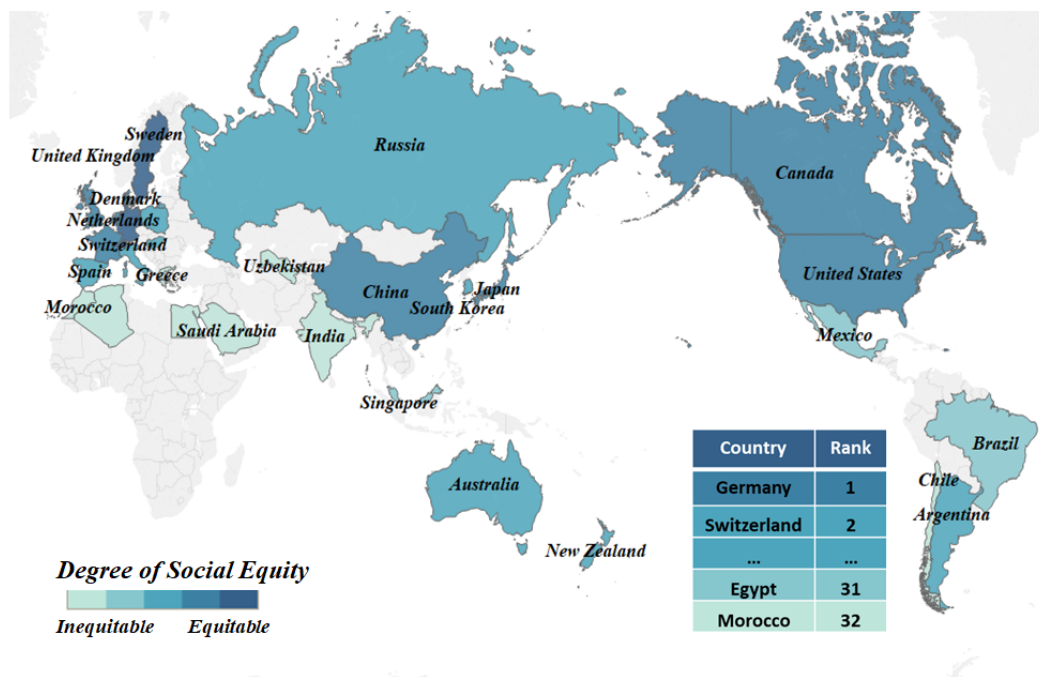 Sweden
United Kingdom
Russia
Canada
Denmark
Netherlands
Switzerland
Spain
Greece
Uzbekistan
United States
China
Japan
South Korea
Morocco
Saudi Arabia
India
Mexico
Singapore
Brazil
Chile
Australia
Argentina
New Zealand
Country Rank
Germany 1
Switzerland 2
... ...
Egypt 31
Morocco 32
Degree of Social Equity
Inequitable Equitable